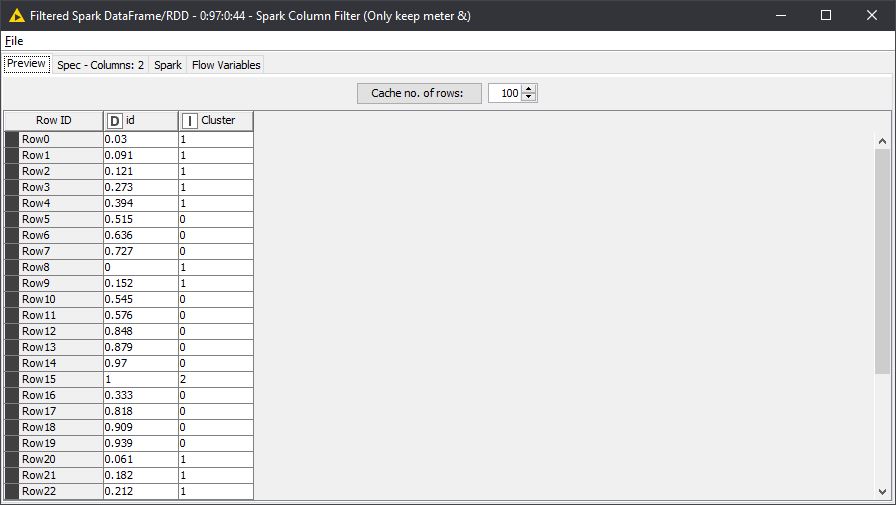 Filtered Spark DataFrame/RDD - 0:97:0:44 - Spark Column Filter (Only keep meter &)
File
Preview Spec - Columns: 2 Spark Flow Variables
Cache no. of rows: 100
Row ID D id I Cluster
Row0 0.03 1
Row1 0.091 1
Row2 0.121 1
Row3 0.273 1
Row4 0.394 1
Row5 0.515 0
Row6 0.636 0
Row7 0.727 0
Row8 0 1
Row9 0.152 1
Row10 0.545 0
Row11 0.576 0
Row12 0.848 0
Row13 0.879 0
Row14 0.97 0
Row15 1 2
Row16 0.333 0
Row17 0.818 0
Row18 0.909 0
Row19 0.939 0
Row20 0.061 1
Row21 0.182 1
Row22 0.212 1